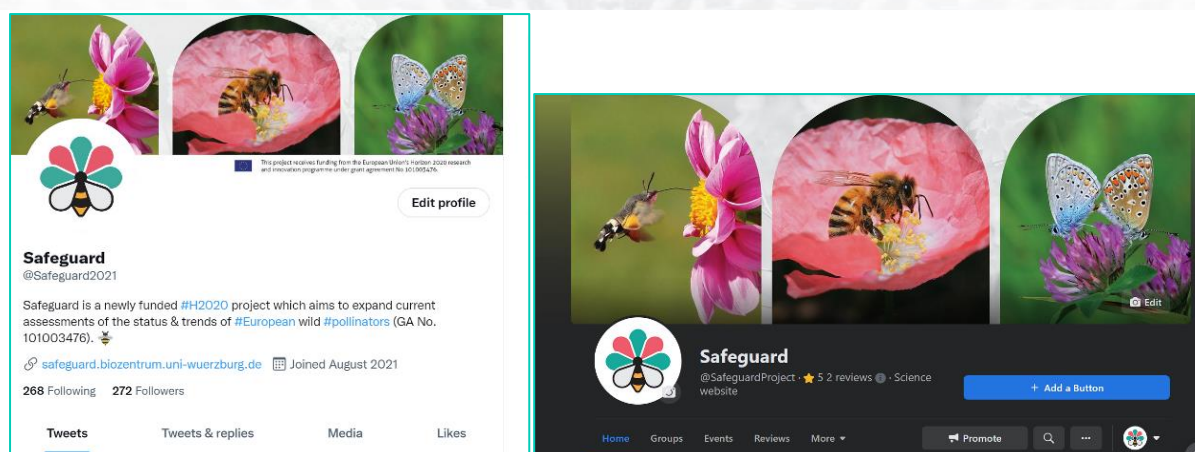 This project receives funding from the European Union's Horizon 2020 research
and innovation programme under grant agreement No 101003476.
Edit profile
Safeguard
@Safeguard2021
Safeguard is a newly funded #H2020 project which aims to expand current
assessments of the status & trends of #European wild #pollinators (GA No.
101003476).
safeguard.biozentrum.uni-wuerzburg.de Joined August 2021
268 Following 272 Followers
Tweets Tweets & replies Media Likes
Edit
Safeguard
@SafeguardProject · 5 2 reviews · Science
website
+ Add a Button
Home Groups Events Reviews More
Promote